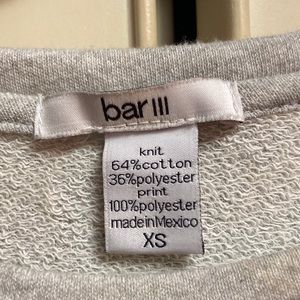 bar III
knit
64%cotton
36%polyester
print
100%polyester
madeinMexico
XS